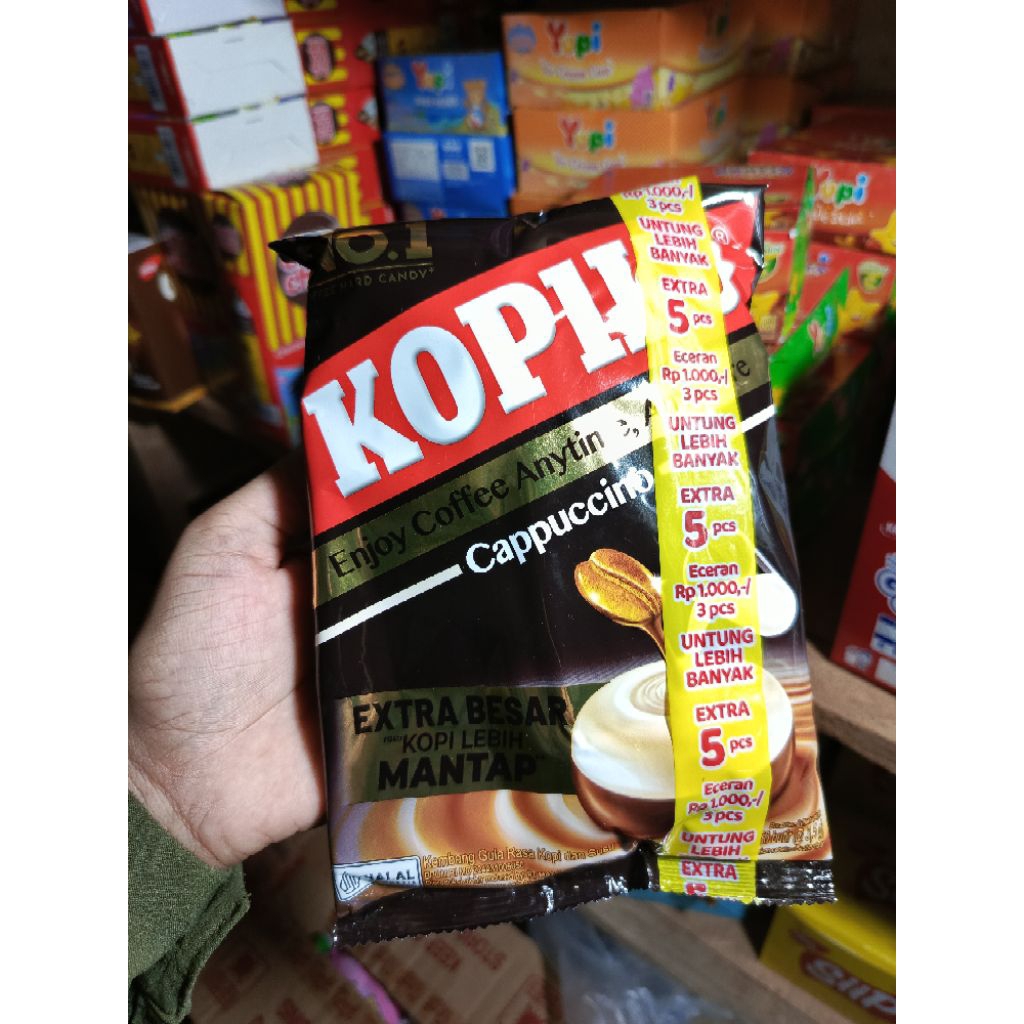 Yupi
Yupi
Yupi
Yupi
NO.1
HARD CANDY
KOPIKO
Enjoy Coffee Anytime,
Cappuccino
EXTRA BESAR
KOPI LEBIH
MANTAP
HALAL
Kembang Gula Rasa Kopi dan Susu
Rp 1.000,-/
3 pcs
UNTUNG
LEBIH
BANYAK
EXTRA
5 pcs
Eceran
Rp 1.000,-/
3 pcs
UNTUNG
LEBIH
BANYAK
EXTRA
5 pcs
Eceran
Rp 1.000,-/
3 pcs
UNTUNG
LEBIH
BANYAK
EXTRA
5 pcs
Eceran
Rp 1.000,-/
3 pcs
UNTUNG
LEBIH
EXTRA